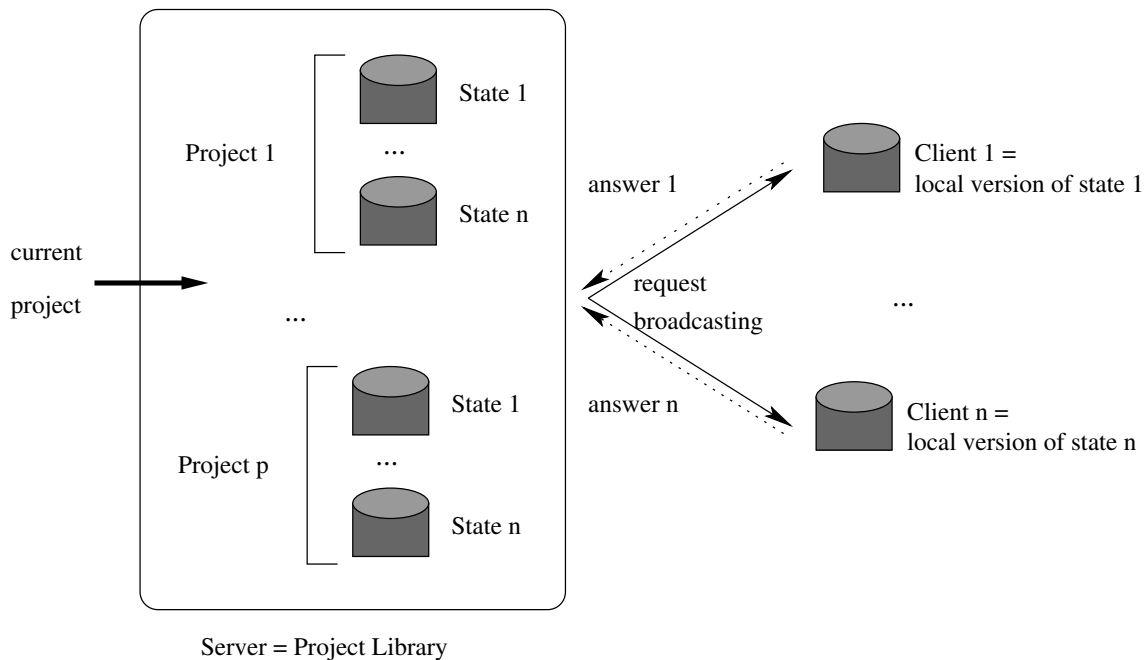 State 1
Project 1
...
State n
current
project
...
State 1
Project p
...
State n
Server = Project Library
answer 1
request
broadcasting
answer n
Client 1 =
local version of state 1
...
Client n =
local version of state n